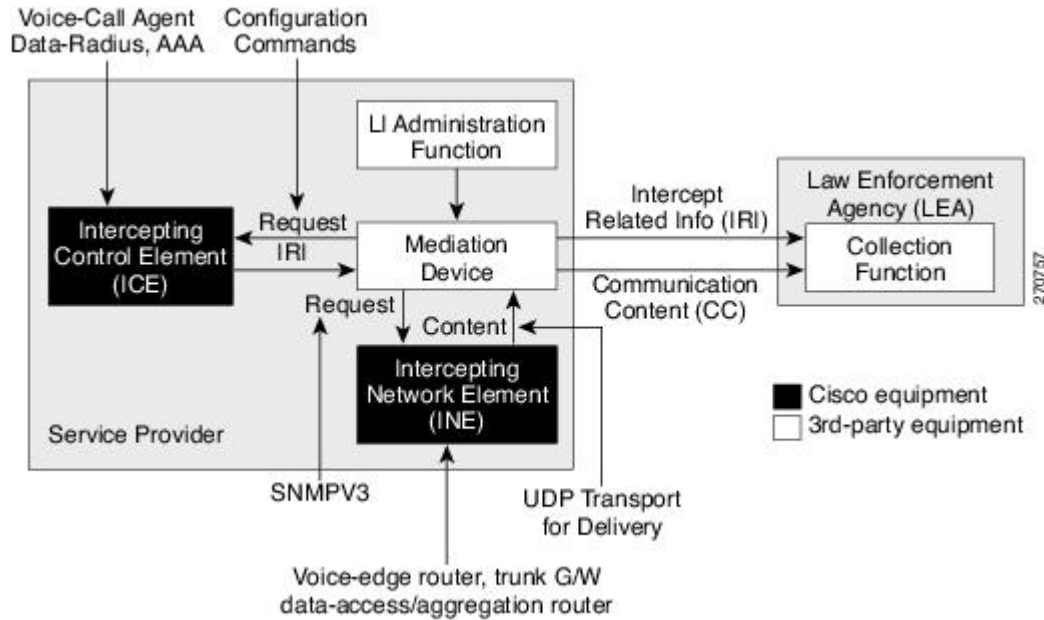 Voice-Call Agent
Data-Radius, AAA
Configuration
Commands
LI Administration
Function
Intercepting
Control Element
(ICE)
Request
IRI
Mediation
Device
Intercept
Related Info (IRI)
Communication
Content (CC)
Law Enforcement
Agency (LEA)
Collection
Function
Request
Content
Intercepting
Network Element
(INE)
Service Provider
SNMPV3
UDP Transport
for Delivery
Voice-edge router, trunk G/W
data-access/aggregation router
Cisco equipment
3rd-party equipment
270757